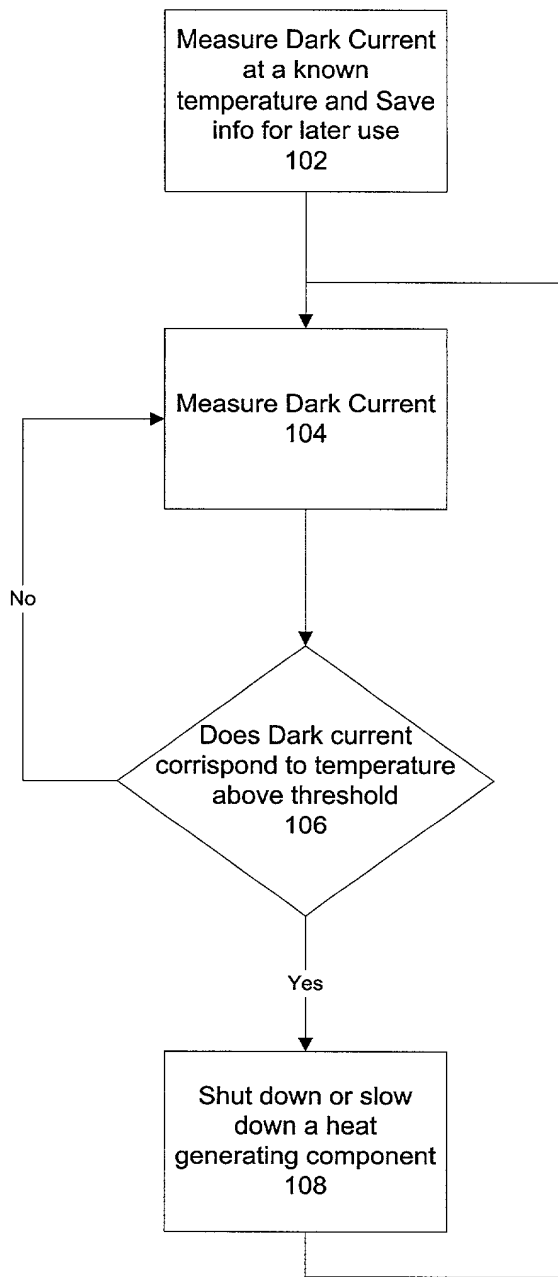 Measure Dark Current
at a known
temperature and Save
info for later use
102
Measure Dark Current
104
No
Does Dark current
corrispond to temperature
above threshold
106
Yes
Shut down or slow
down a heat
generating component
108